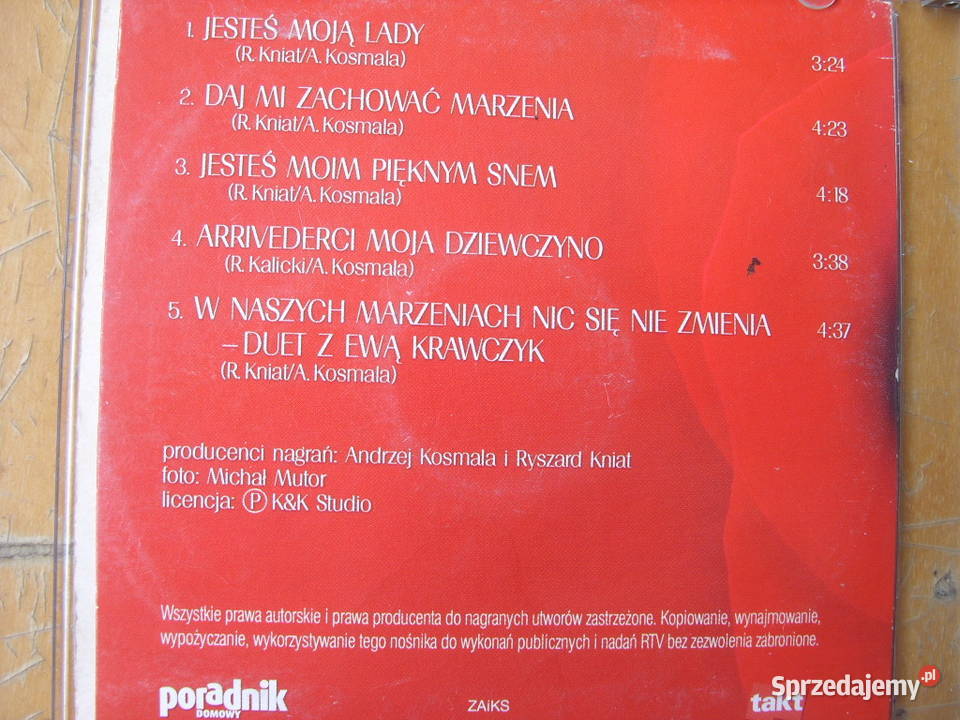 1. JESTEŚ MOJĄ LADY
(R. Kniat/A. Kosmala) 3:24
2. DAJ MI ZACHOWAĆ MARZENIA
(R. Kniat/A. Kosmala) 4:23
3. JESTEŚ MOIM PIĘKNYM SNEM
(R. Kniat/A. Kosmala) 4:18
4. ARRIVEDERCI MOJA DZIEWCZYNO
(R. Kalicki/A. Kosmala) 3:38
5. W NASZYCH MARZENIACH NIC SIĘ NIE ZMIENIA 4:37
– DUET Z EWĄ KRAWCZYK
(R. Kniat/A. Kosmala)
producenci nagrań: Andrzej Kosmala i Ryszard Kniat
foto: Michał Mutor
licencja: Ⓟ K&K Studio
Wszystkie prawa autorskie i prawa producenta do nagranych utworów zastrzeżone. Kopiowanie, wynajmowanie,
wypożyczanie, wykorzystywanie tego nośnika do wykonań publicznych i nadań RTV bez zezwolenia zabronione.
poradnik
DOMOWY
ZAiKS
takt
Sprzedajemy.pl